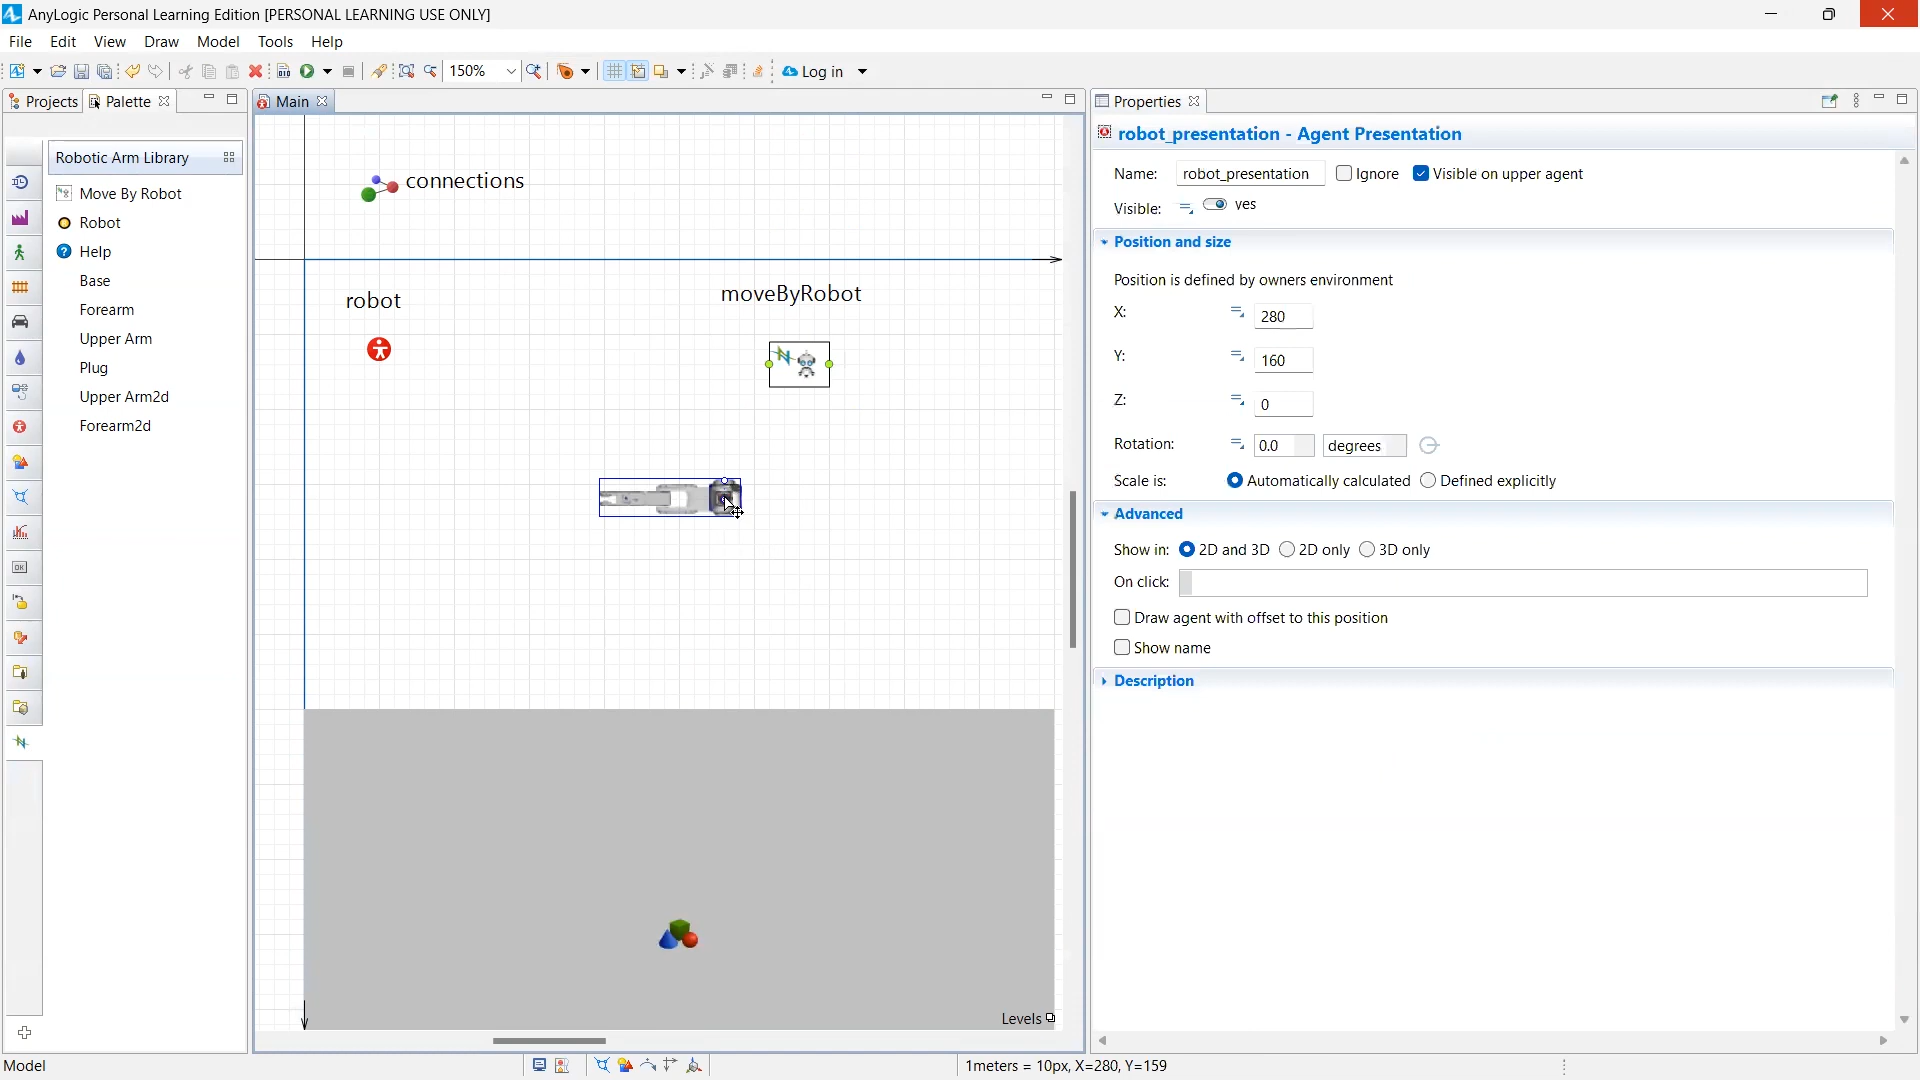 AnyLogic Personal Learning Edition [PERSONAL LEARNING USE ONLY]
File Edit View Draw Model Tools Help
150% Log in
Projects Palette Main Properties
Robotic Arm Library
Move By Robot
Robot
Help
Base
Forearm
Upper Arm
Plug
Upper Arm2d
Forearm2d
OK
connections
robot
moveByRobot
Levels
robot_presentation - Agent Presentation
Name: robot_presentation Ignore Visible on upper agent
Visible: yes
Position and size
Position is defined by owners environment
X: 280
Y: 160
Z: 0
Rotation: 0.0 degrees
Scale is: Automatically calculated Defined explicitly
Advanced
Show in: 2D and 3D 2D only 3D only
On click:
Draw agent with offset to this position
Show name
Description
Model 1meters = 10px, X=280, Y=159